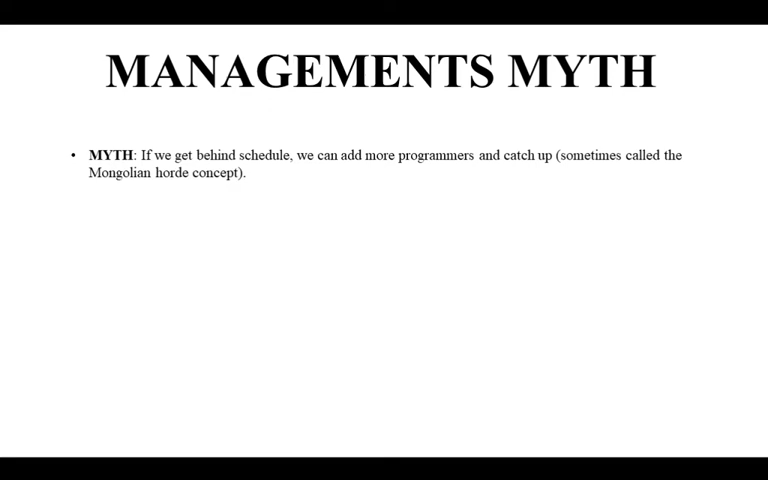 MANAGEMENTS MYTH
• MYTH: If we get behind schedule, we can add more programmers and catch up (sometimes called the
Mongolian horde concept).